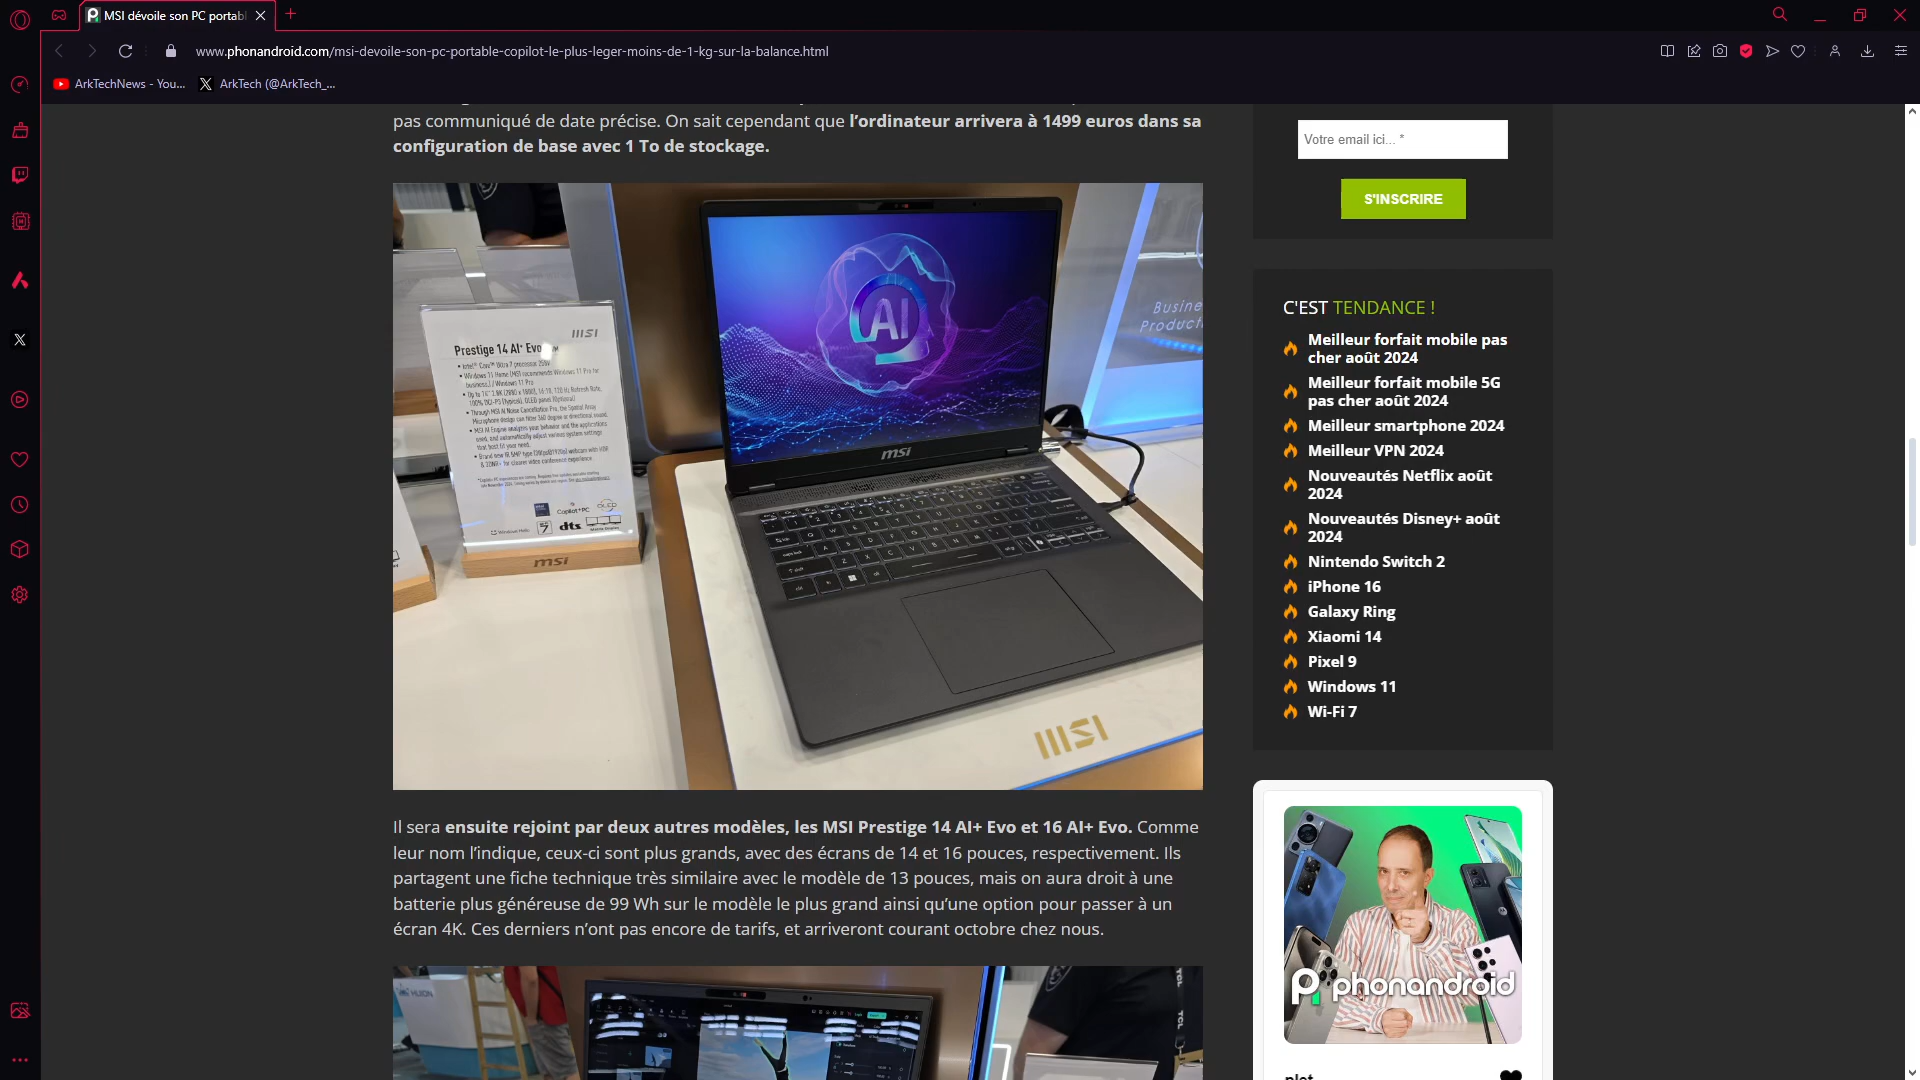 MSI dévoile son PC portabl
www.phonandroid.com/msi-devoile-son-pc-portable-copilot-le-plus-leger-moins-de-1-kg-sur-la-balance.html
ArkTechNews - You...
ArkTech (@ArkTech_...
pas communiqué de date précise. On sait cependant que l’ordinateur arrivera à 1499 euros dans sa
configuration de base avec 1 To de stockage.
Votre email ici... *
S'INSCRIRE
C'EST TENDANCE !
Meilleur forfait mobile pas
cher août 2024
Meilleur forfait mobile 5G
pas cher août 2024
Meilleur smartphone 2024
Meilleur VPN 2024
Nouveautés Netflix août
2024
Nouveautés Disney+ août
2024
Nintendo Switch 2
iPhone 16
Galaxy Ring
Xiaomi 14
Pixel 9
Windows 11
Wi-Fi 7
msi
Prestige 14 AI+ Evo
Copilot+PC
dts
msi
AI
msi
msi
Il sera ensuite rejoint par deux autres modèles, les MSI Prestige 14 AI+ Evo et 16 AI+ Evo. Comme
leur nom l’indique, ceux-ci sont plus grands, avec des écrans de 14 et 16 pouces, respectivement. Ils
partagent une fiche technique très similaire avec le modèle de 13 pouces, mais on aura droit à une
batterie plus généreuse de 99 Wh sur le modèle le plus grand ainsi qu’une option pour passer à un
écran 4K. Ces derniers n’ont pas encore de tarifs, et arriveront courant octobre chez nous.
phonandroid
TCL